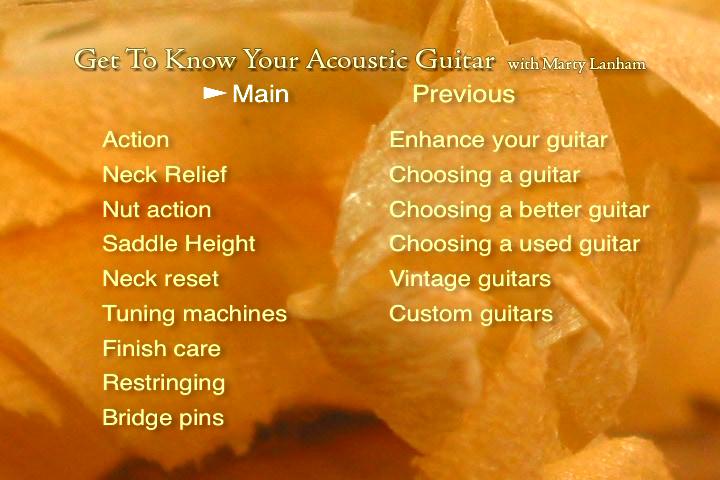 Get To Know Your Acoustic Guitar with Marty Lanham
Main
Previous
Action
Neck Relief
Nut action
Saddle Height
Neck reset
Tuning machines
Finish care
Restringing
Bridge pins
Enhance your guitar
Choosing a guitar
Choosing a better guitar
Choosing a used guitar
Vintage guitars
Custom guitars